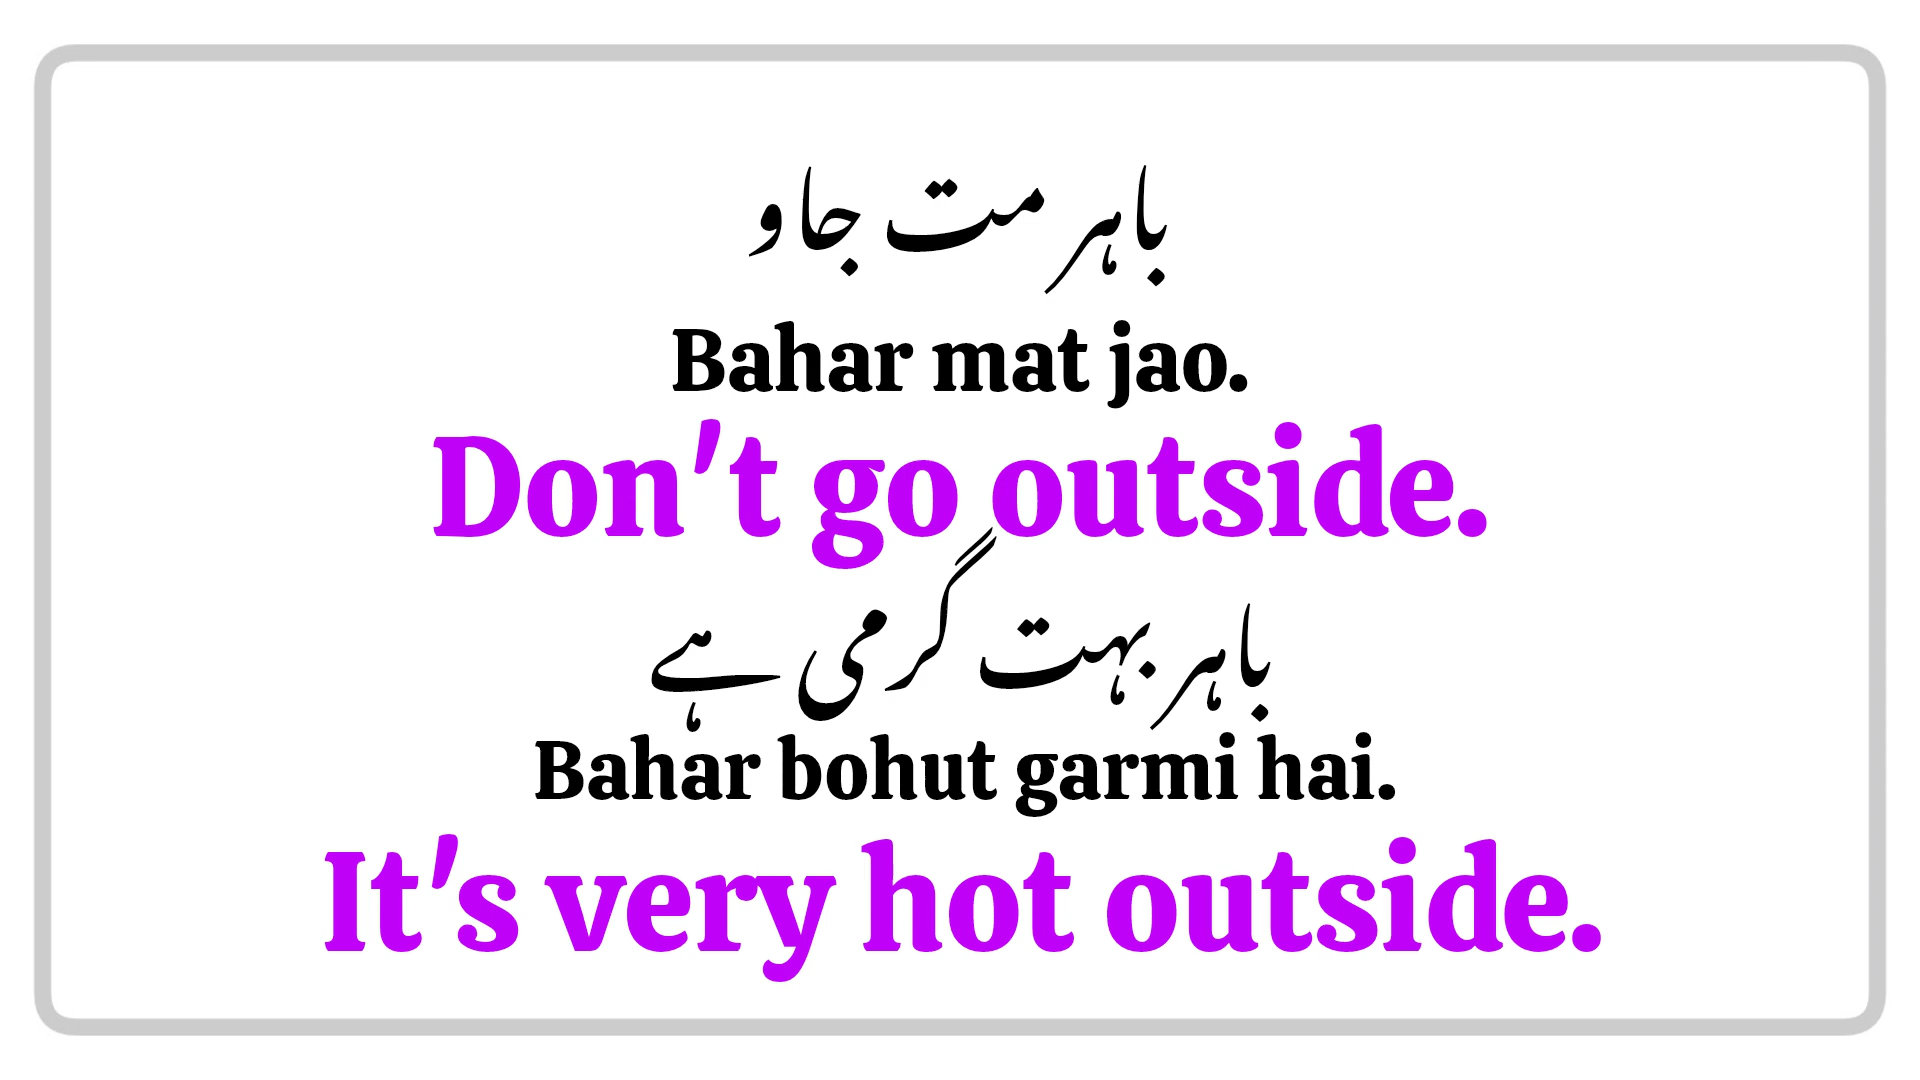 باہر مت جاو
Bahar mat jao.
Don't go outside.
باہر بہت گرمی ہے
Bahar bohut garmi hai.
It's very hot outside.